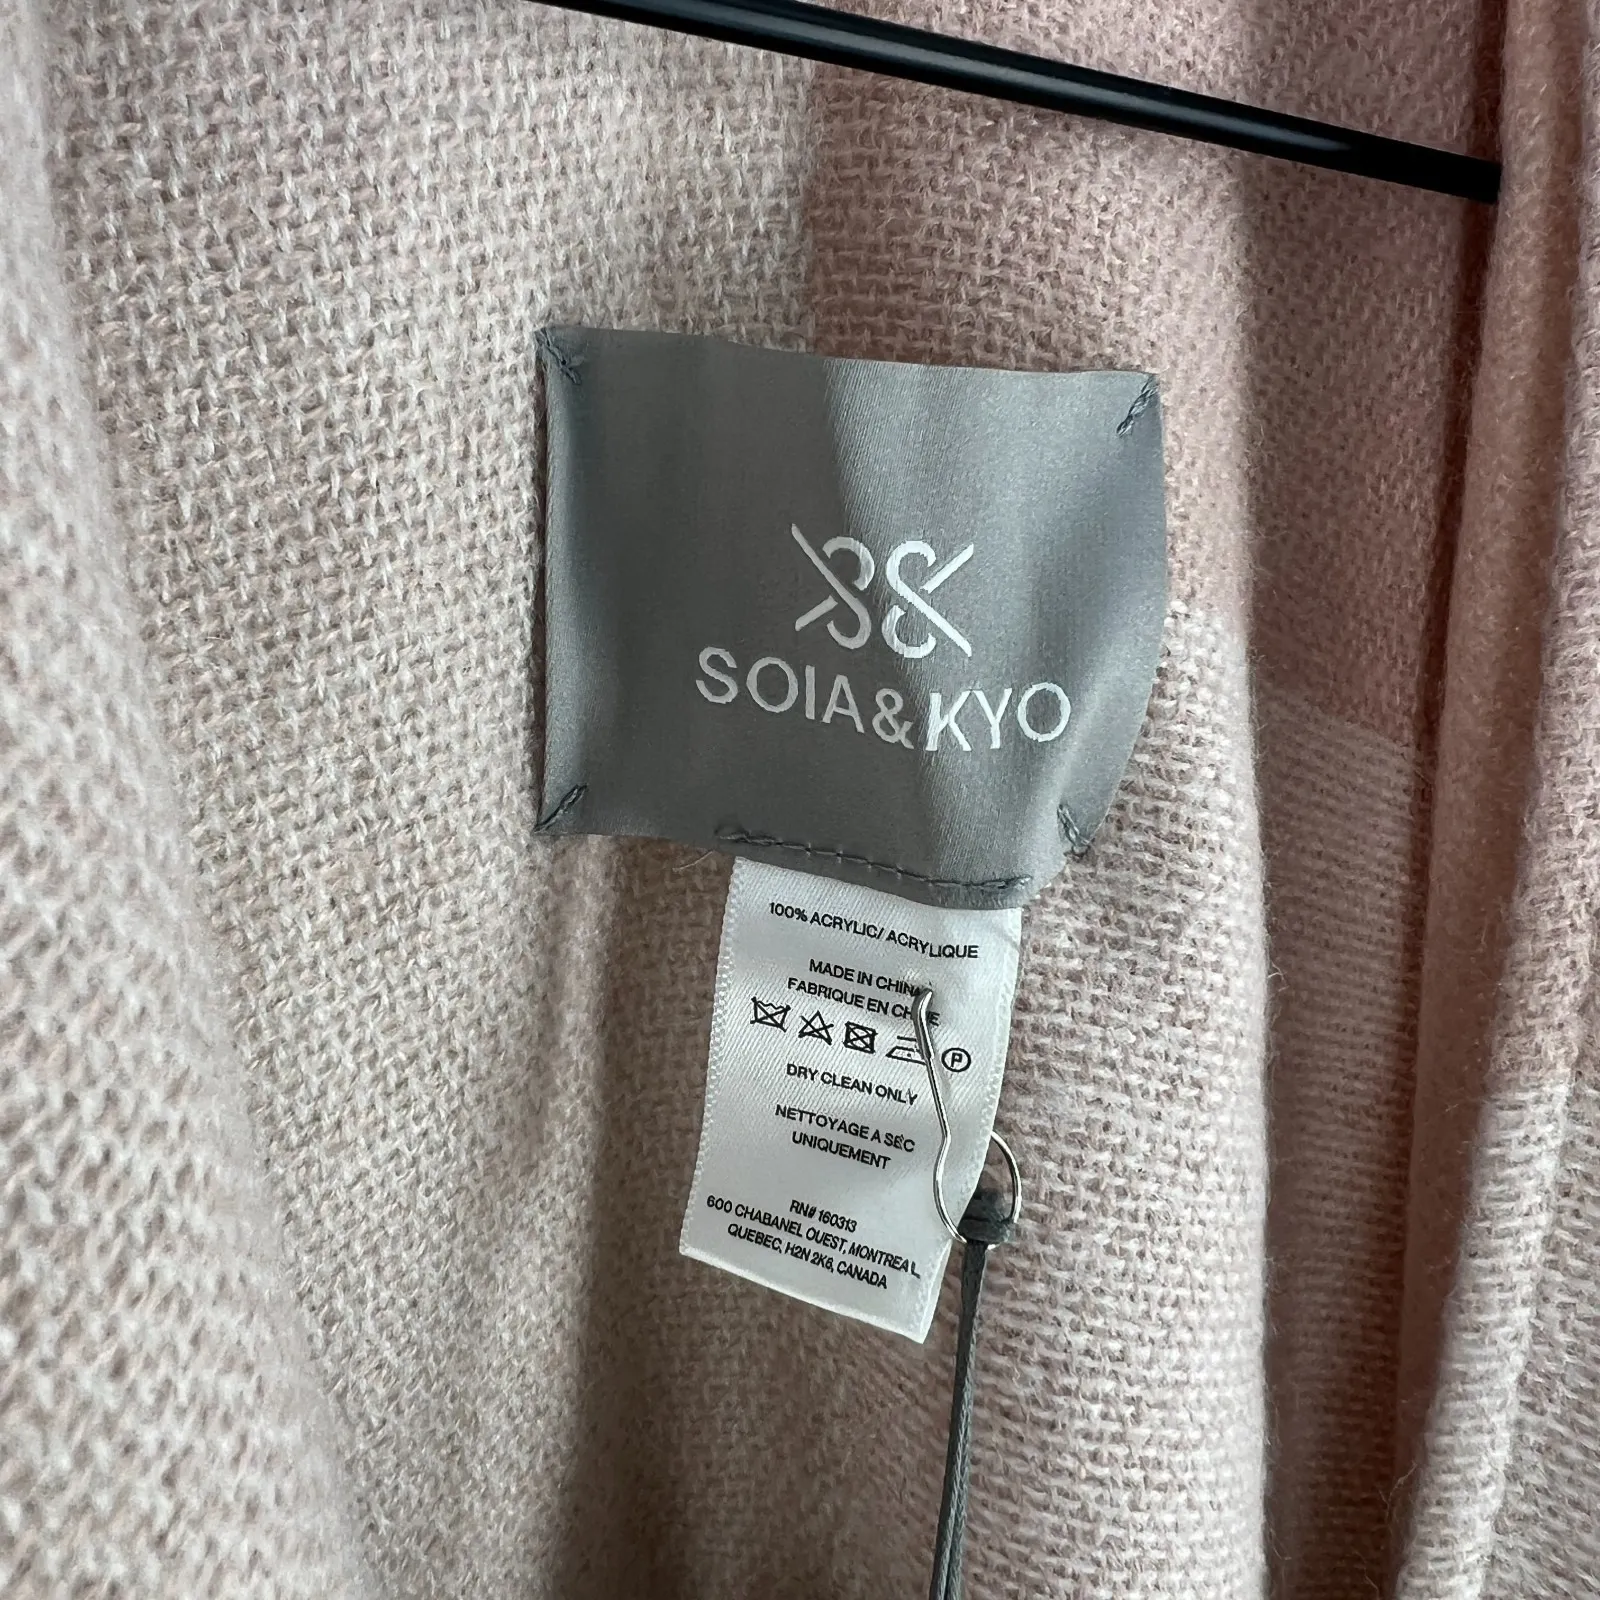 SOIA&KYO
100% ACRYLIC/ ACRYLIQUE
MADE IN CHINA
FABRIQUE EN CHINE
P
DRY CLEAN ONLY
NETTOYAGE A SEC
UNIQUEMENT
RN# 160313
600 CHABANEL OUEST, MONTREAL
QUEBEC, H2N 2K6, CANADA